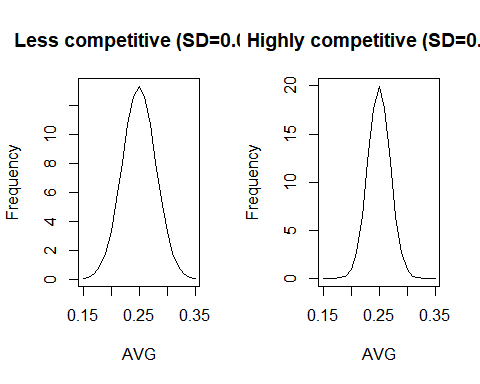 Less competitive (SD=0.0
Highly competitive (SD=0.
Frequency
0 2 4 6 8 10
0.15 0.25 0.35
AVG
Frequency
0 5 10 15 20
0.15 0.25 0.35
AVG